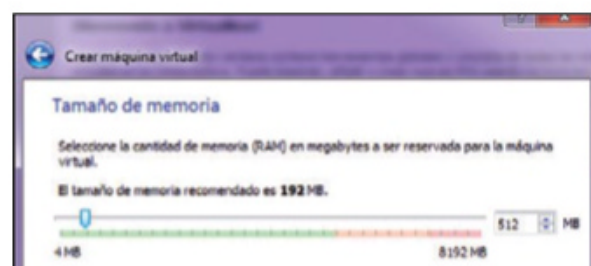 Crear máquina virtual
Tamaño de memoria
Seleccione la cantidad de memoria (RAM) en megabytes a ser reservada para la máquina
virtual.
El tamaño de memoria recomendado es 192 MB.
512 MB
4 MB 8192 MB